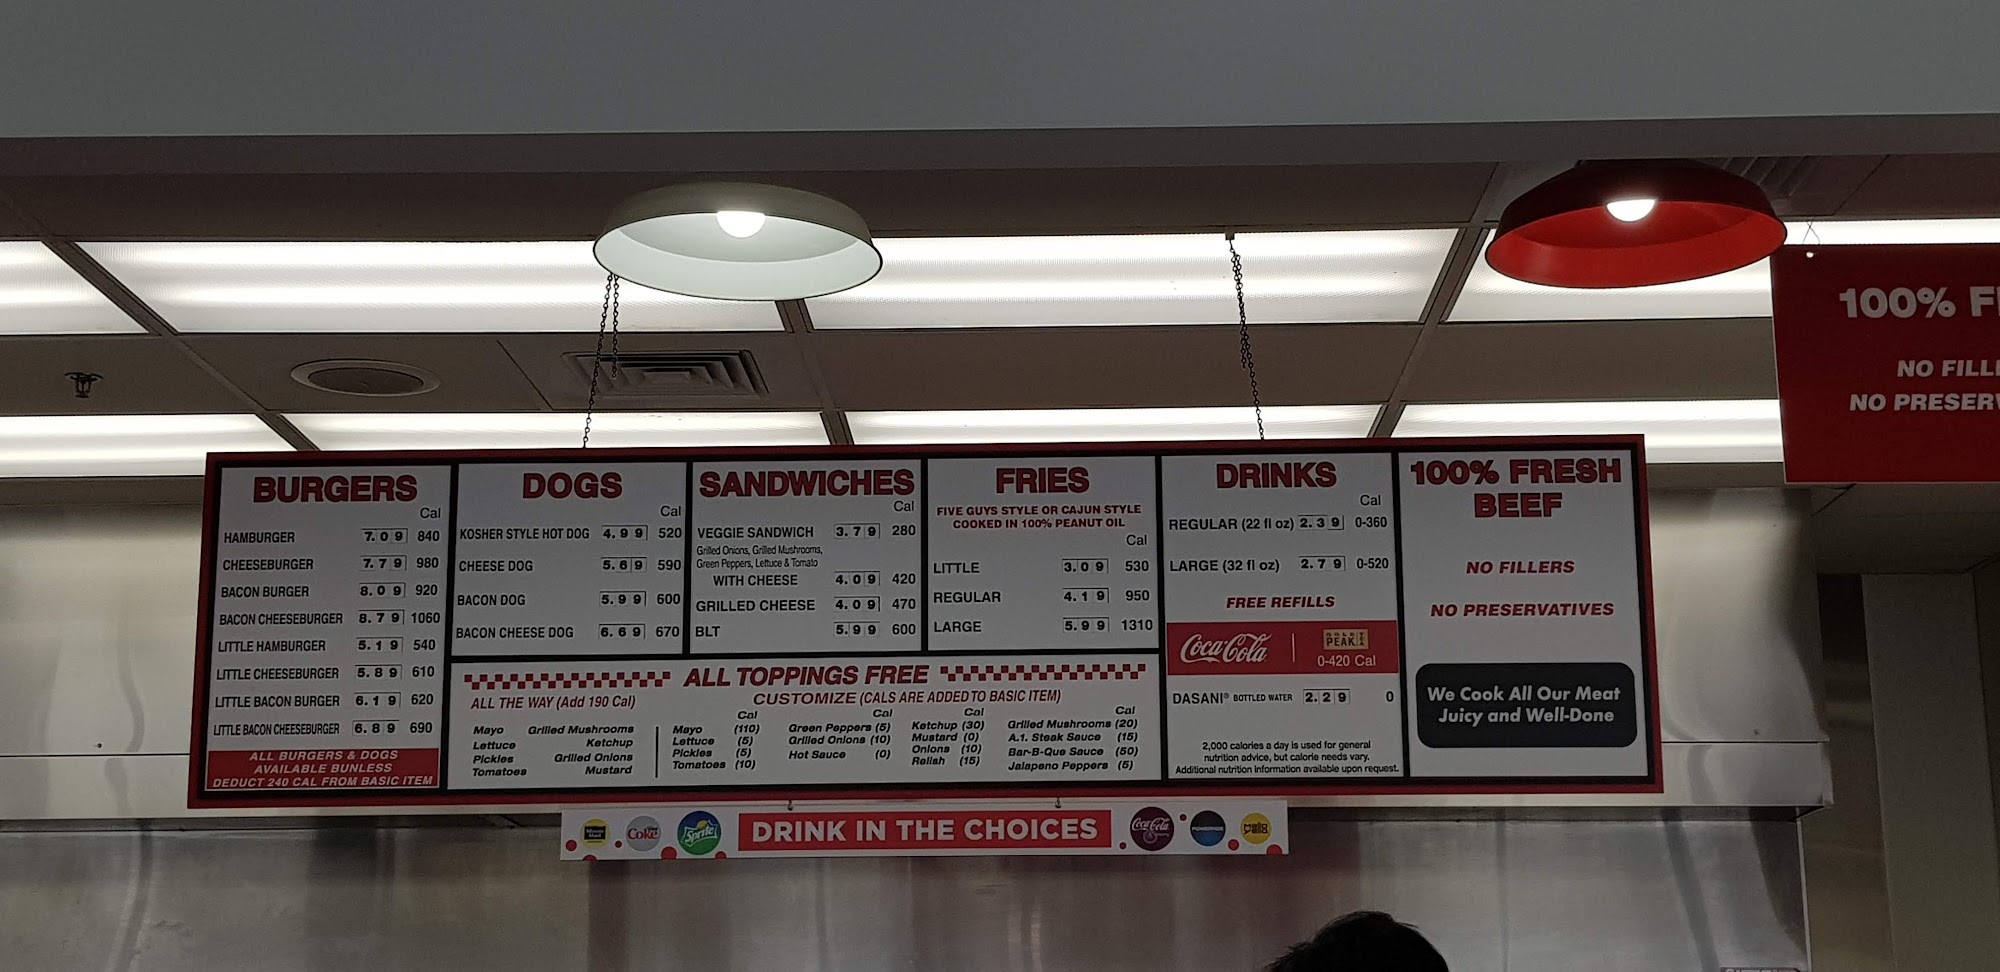 BURGERS
Cal
HAMBURGER 7.09 840
CHEESEBURGER 7.79 980
BACON BURGER 8.09 920
BACON CHEESEBURGER 8.79 1060
LITTLE HAMBURGER 5.19 540
LITTLE CHEESEBURGER 5.89 610
LITTLE BACON BURGER 6.19 620
LITTLE BACON CHEESEBURGER 6.89 690
ALL BURGERS & DOGS
AVAILABLE BUNLESS
DEDUCT 240 CAL FROM BASIC ITEM
DOGS
Cal
KOSHER STYLE HOT DOG 4.99 520
CHEESE DOG 5.69 590
BACON DOG 5.99 600
BACON CHEESE DOG 6.69 670
SANDWICHES
Cal
VEGGIE SANDWICH 3.79 280
Grilled Onions, Grilled Mushrooms,
Green Peppers, Lettuce & Tomato
WITH CHEESE 4.09 420
GRILLED CHEESE 4.09 470
BLT 5.99 600
FRIES
FIVE GUYS STYLE OR CAJUN STYLE
COOKED IN 100% PEANUT OIL
Cal
LITTLE 3.09 530
REGULAR 4.19 950
LARGE 5.99 1310
ALL TOPPINGS FREE
ALL THE WAY (Add 190 Cal)
Mayo Grilled Mushrooms
Lettuce Ketchup
Pickles Grilled Onions
Tomatoes Mustard
CUSTOMIZE (CALS ARE ADDED TO BASIC ITEM)
Cal Cal Cal Cal
Mayo (110) Green Peppers (5) Ketchup (30) Grilled Mushrooms (20)
Lettuce (5) Grilled Onions (10) Mustard (0) A.1. Steak Sauce (15)
Pickles (5) Hot Sauce (0) Onions (10) Bar-B-Que Sauce (50)
Tomatoes (10) Relish (15) Jalapeno Peppers (5)
DRINKS
Cal
REGULAR (22 fl oz) 2.39 0-360
LARGE (32 fl oz) 2.79 0-520
FREE REFILLS
Coca-Cola
GOLD PEAK TEA
0-420 Cal
DASANI® BOTTLED WATER 2.29 0
2,000 calories a day is used for general
nutrition advice, but calorie needs vary.
Additional nutrition information available upon request.
100% FRESH
BEEF
NO FILLERS
NO PRESERVATIVES
We Cook All Our Meat
Juicy and Well-Done
100% F
NO FILL
NO PRESER
Minute Maid
Coke
Sprite
DRINK IN THE CHOICES
Coca-Cola
POWERADE